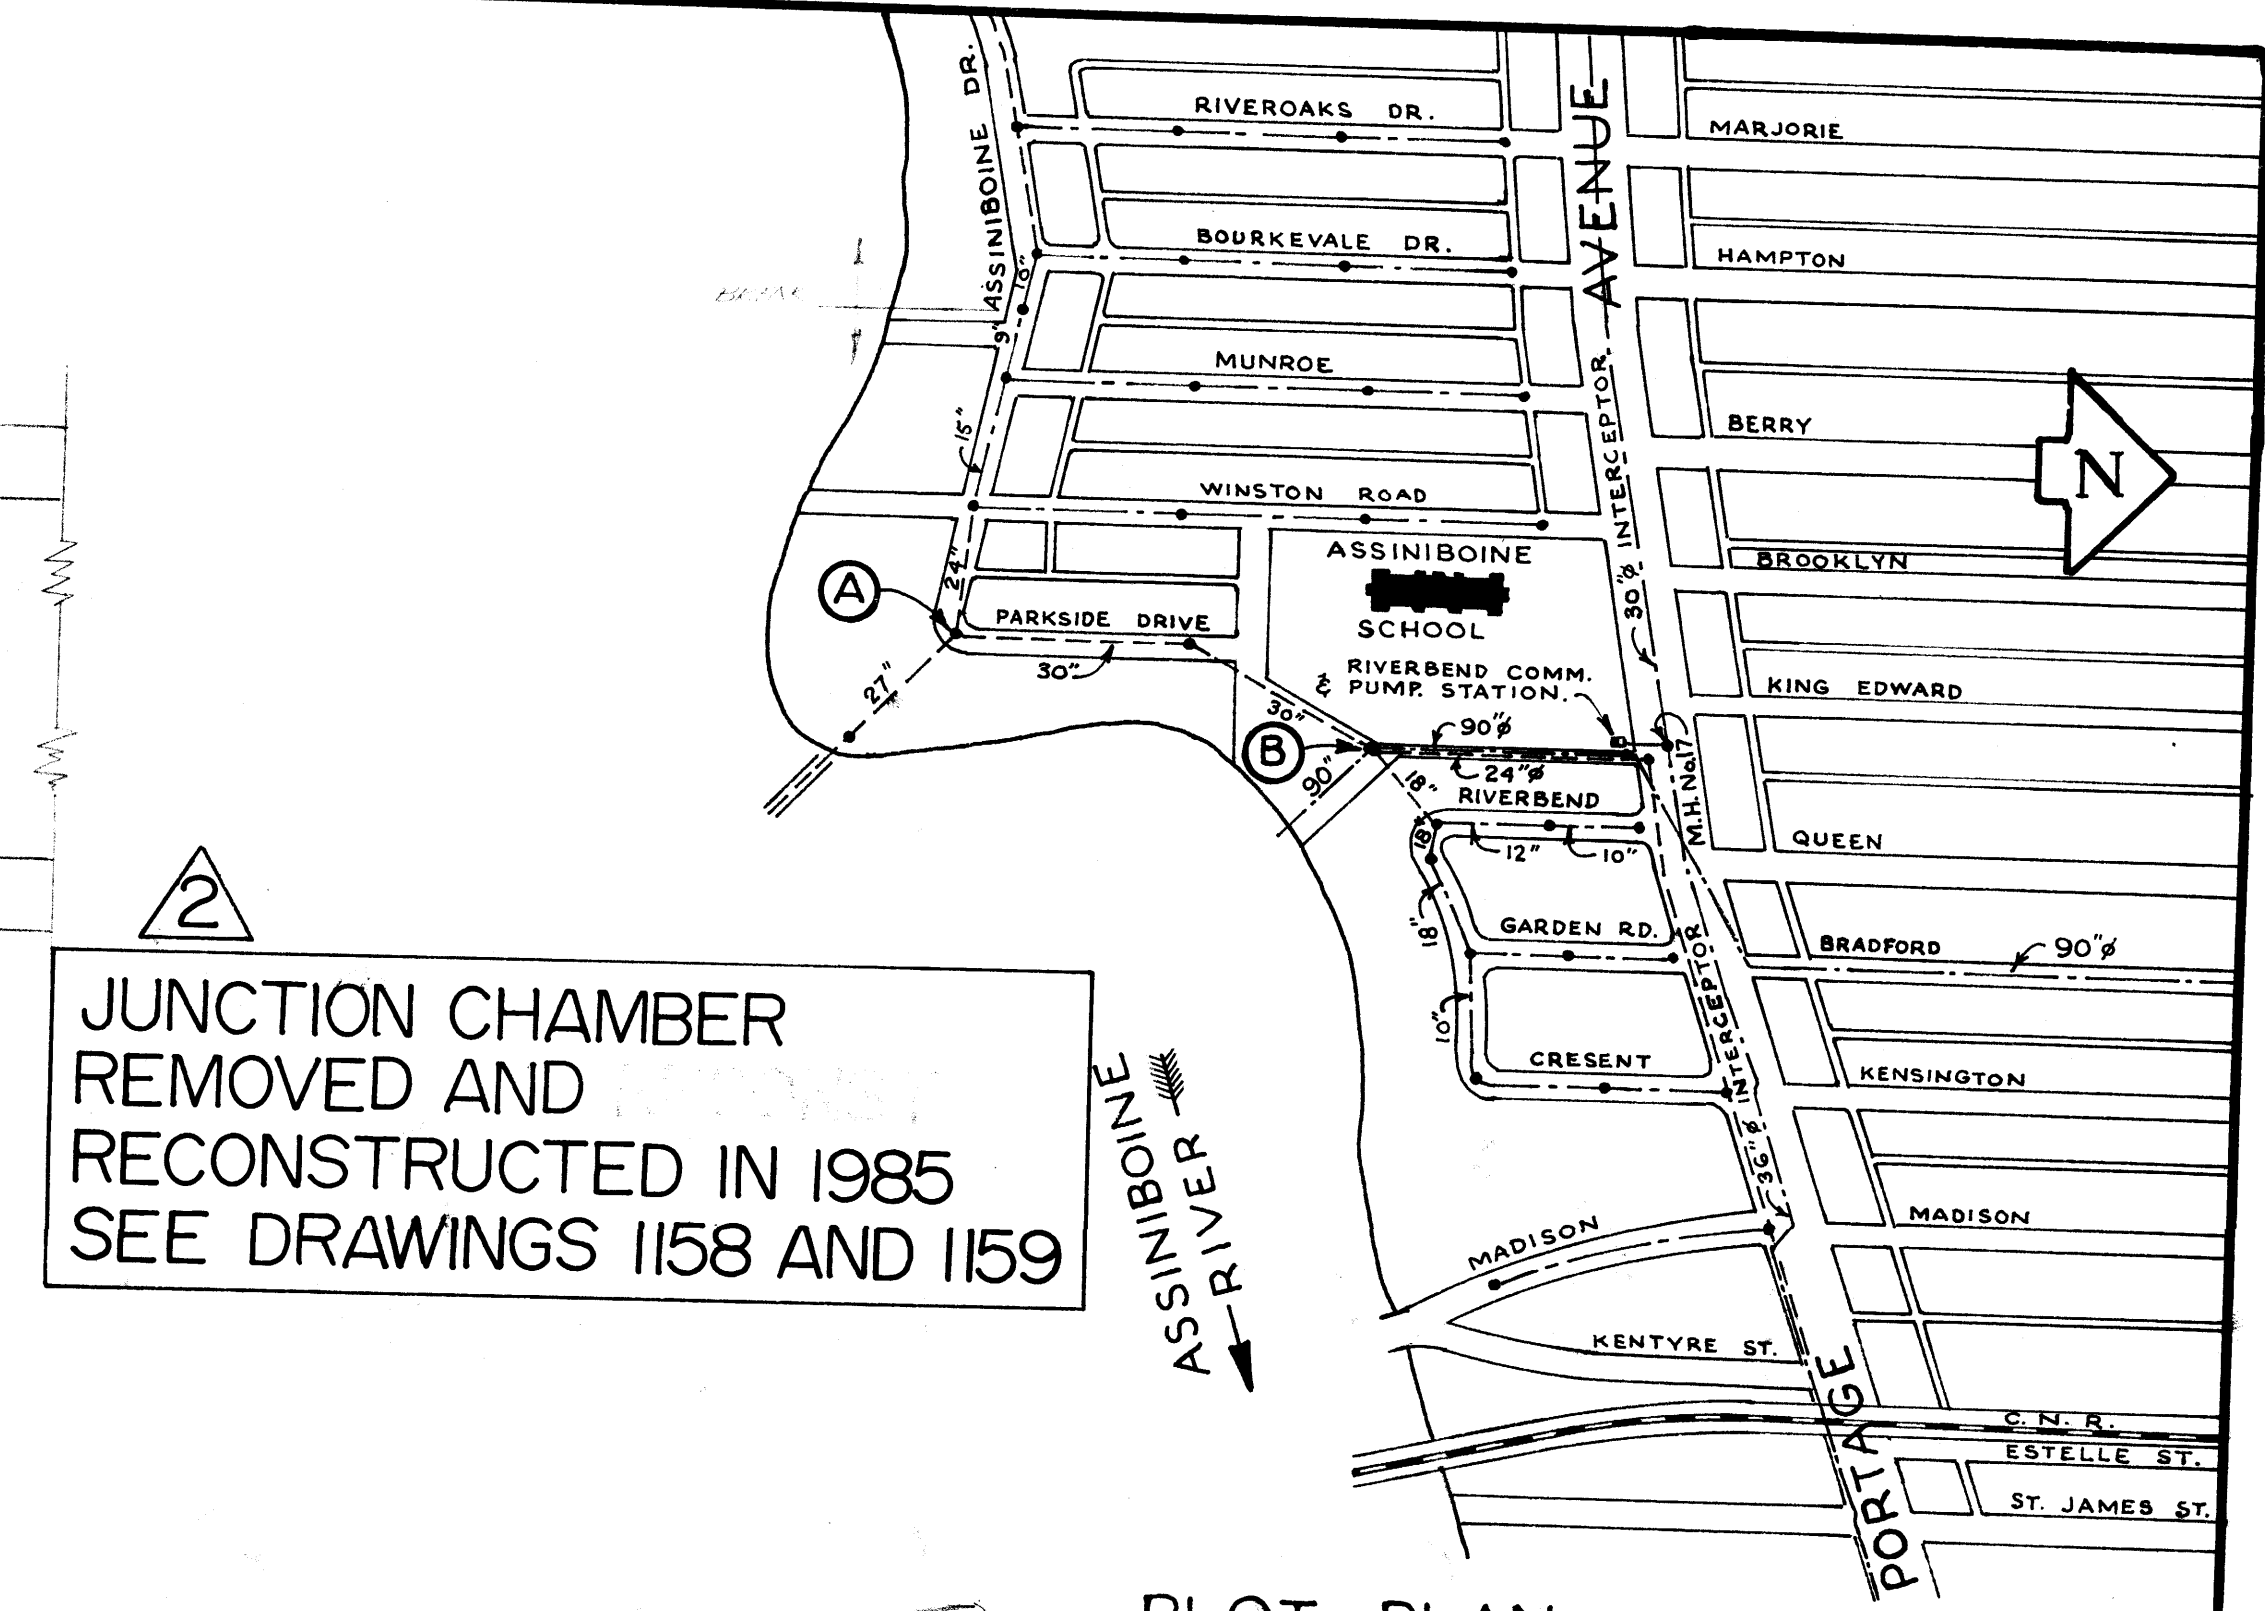 ASSINIBOINE DR.
RIVEROAKS DR.
AVENUE
MARJORIE
BOURKEVALE DR.
HAMPTON
10"
9"
MUNROE
30"ø INTERCEPTOR
BERRY
15"
WINSTON ROAD
N
24"
ASSINIBOINE
SCHOOL
BROOKLYN
A
PARKSIDE DRIVE
30"
27"
RIVERBEND COMM.
& PUMP. STATION.
KING EDWARD
30"
B
90"ø
M.H. No.17
90"
18"
24"ø
RIVERBEND
18"
12"
10"
QUEEN
2
18"
GARDEN RD.
BRADFORD
90"ø
JUNCTION CHAMBER
REMOVED AND
RECONSTRUCTED IN 1985
SEE DRAWINGS 1158 AND 1159
10"
CRESENT
36"ø INTERCEPTOR
KENSINGTON
ASSINIBOINE
RIVER
MADISON
MADISON
KENTYRE ST.
PORTAGE
C. N. R.
ESTELLE ST.
ST. JAMES ST.
PLOT PLAN